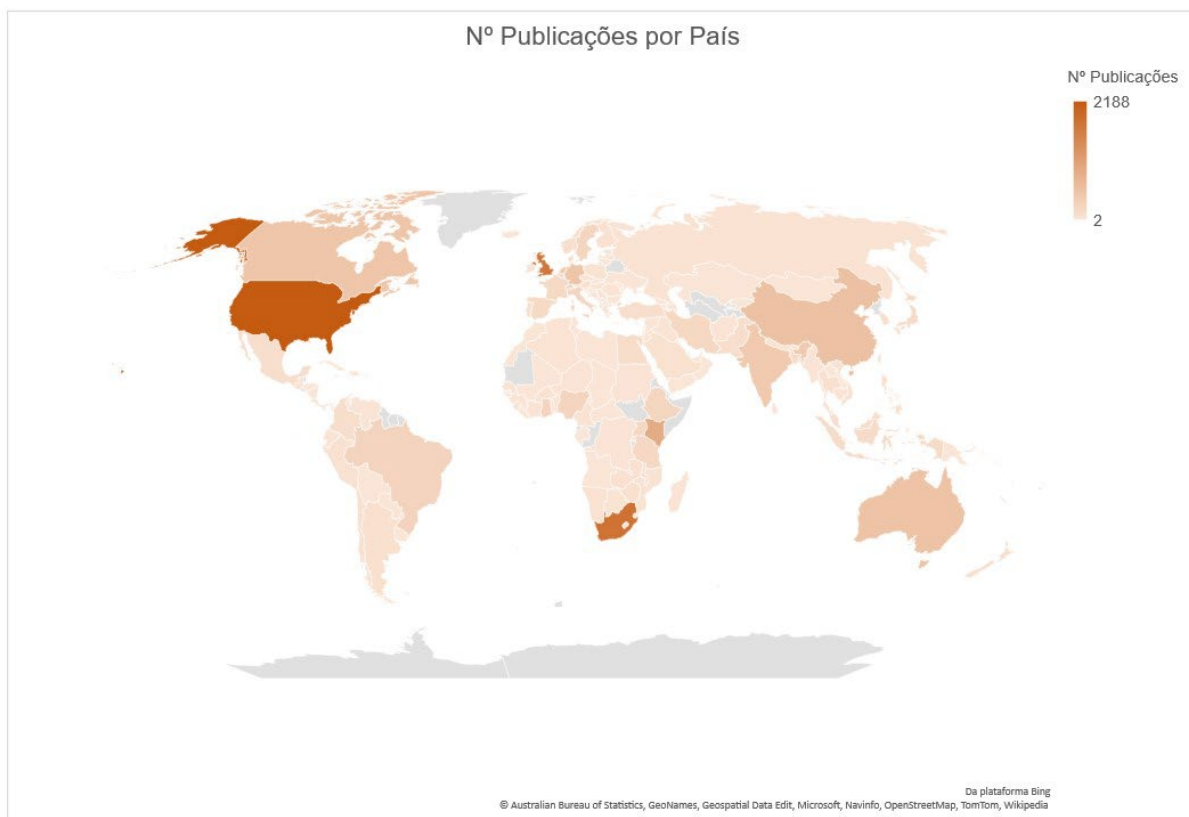 Nº Publicações por País
Nº Publicações
2188
2
Da plataforma Bing
© Australian Bureau of Statistics, GeoNames, Geospatial Data Edit, Microsoft, Navinfo, OpenStreetMap, TomTom, Wikipedia